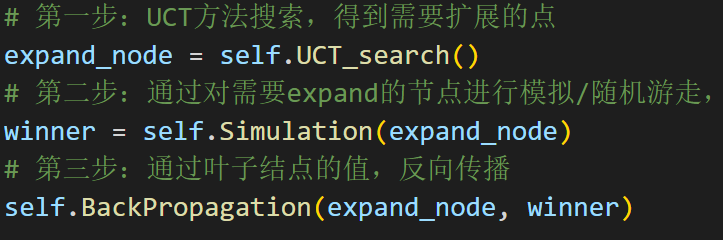 # 第一步：UCT方法搜索，得到需要扩展的点
expand_node = self.UCT_search()
# 第二步：通过对需要expand的节点进行模拟/随机游走，
winner = self.Simulation(expand_node)
# 第三步：通过叶子结点的值，反向传播
self.BackPropagation(expand_node, winner)